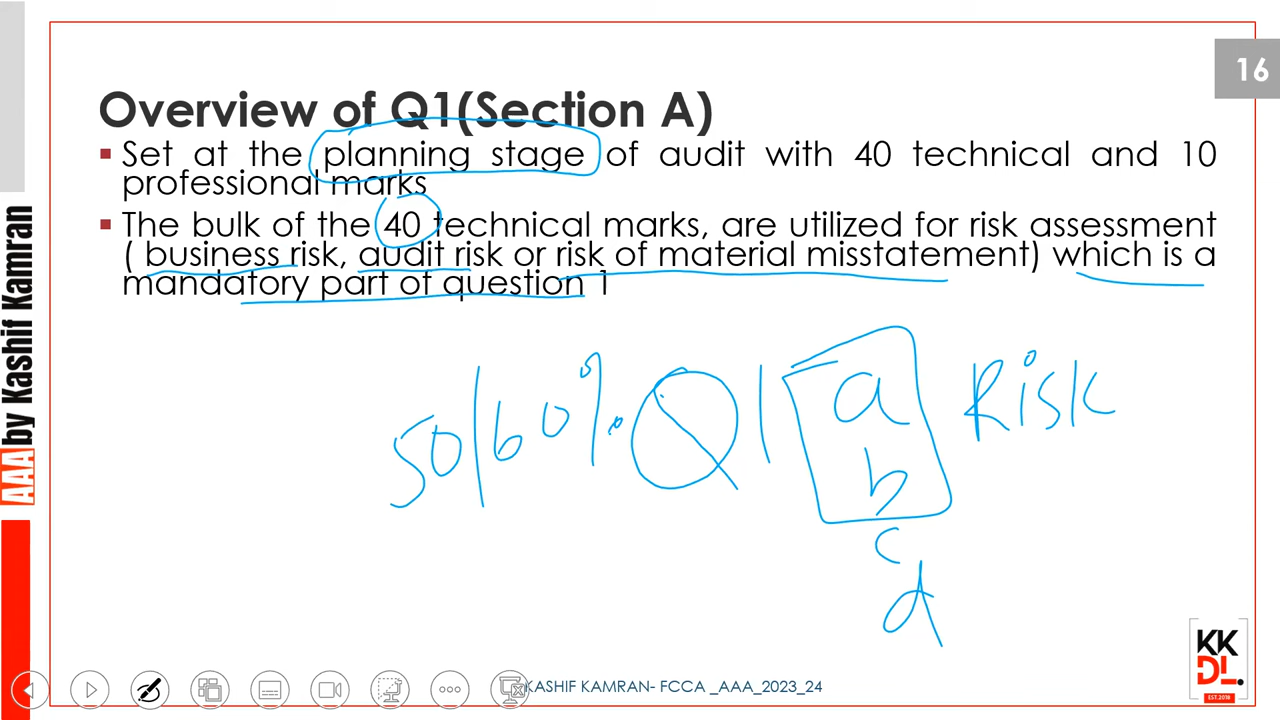 16
Overview of Q1(Section A)
▪ Set at the planning stage of audit with 40 technical and 10
professional marks
▪ The bulk of the 40 technical marks, are utilized for risk assessment
( business risk, audit risk or risk of material misstatement) which is a
mandatory part of question 1
50/60% Q1 a Risk
b
c
d
AAA by Kashif Kamran
KASHIF KAMRAN- FCCA _AAA_2023_24
KK
DL.
EST.2018